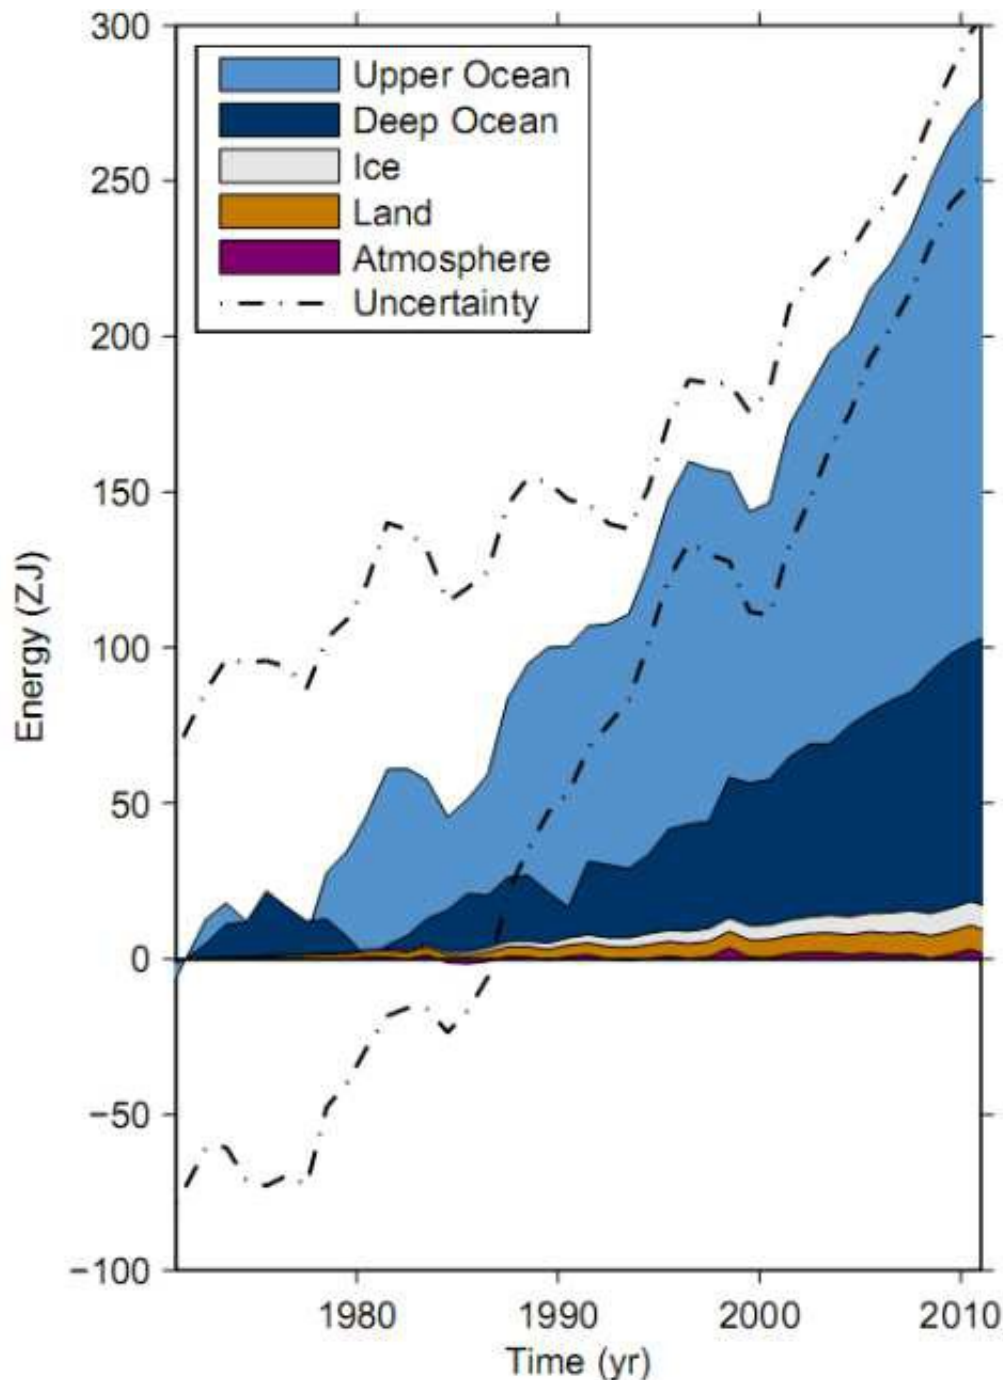 300
250
200
150
100
50
0
−50
−100
Energy (ZJ)
Upper Ocean
Deep Ocean
Ice
Land
Atmosphere
Uncertainty
1980 1990 2000 2010
Time (yr)